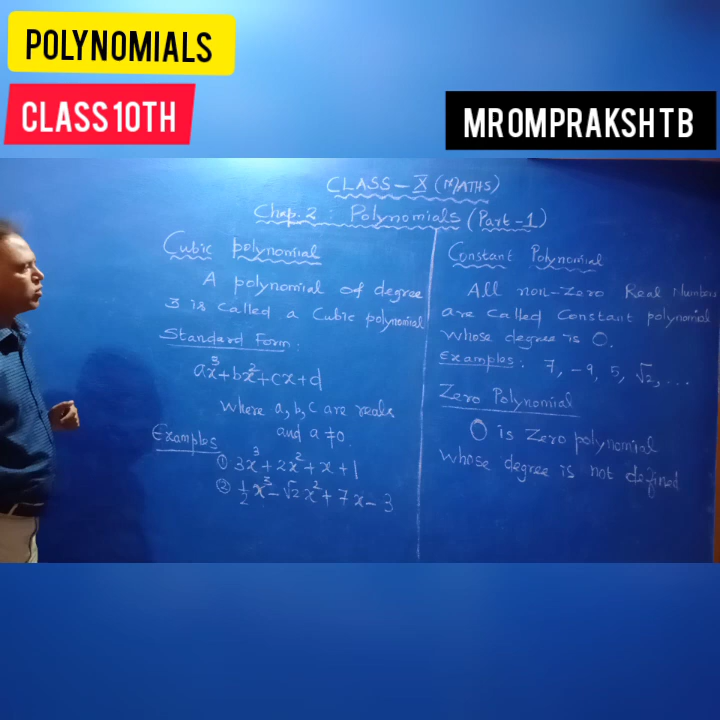 POLYNOMIALS
CLASS 10TH
MR OMPRAKSH T B
CLASS – X (MATHS)
Chap. 2 : Polynomials (Part-1)
Cubic polynomial
A polynomial of degree
3 is called a Cubic polynomial
Standard Form :
ax³+bx²+cx+d
where a, b, c are reals
and a ≠ 0
Examples
① 3x³+2x²+x+1
② ½x³-√2x²+7x-3
Constant Polynomial
All non-zero Real Numbers
are called Constant polynomial
whose degree is 0.
Examples : 7, -9, 5, √2, ...
Zero Polynomial
0 is Zero polynomial
whose degree is not defined